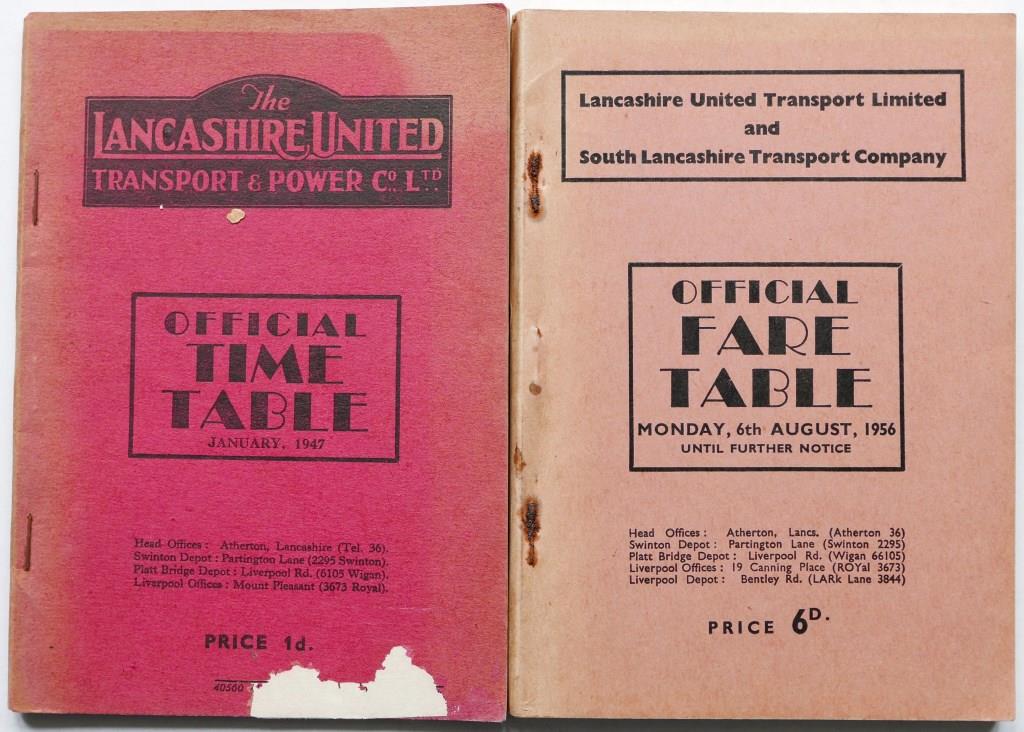 The
LANCASHIRE UNITED
TRANSPORT & POWER CO. LTD.
OFFICIAL
TIME
TABLE
JANUARY, 1947
Head Offices : Atherton, Lancashire (Tel. 36).
Swinton Depot : Partington Lane (2295 Swinton).
Platt Bridge Depot : Liverpool Rd. (6105 Wigan).
Liverpool Offices : Mount Pleasant (3673 Royal).
PRICE 1d.
40560
Lancashire United Transport Limited
and
South Lancashire Transport Company
OFFICIAL
FARE
TABLE
MONDAY, 6th AUGUST, 1956
UNTIL FURTHER NOTICE
Head Offices : Atherton, Lancs. (Atherton 36)
Swinton Depot : Partington Lane (Swinton 2295)
Platt Bridge Depot : Liverpool Rd. (Wigan 66105)
Liverpool Offices : 19 Canning Place (ROYal 3673)
Liverpool Depot : Bentley Rd. (LARk Lane 3844)
PRICE 6D.